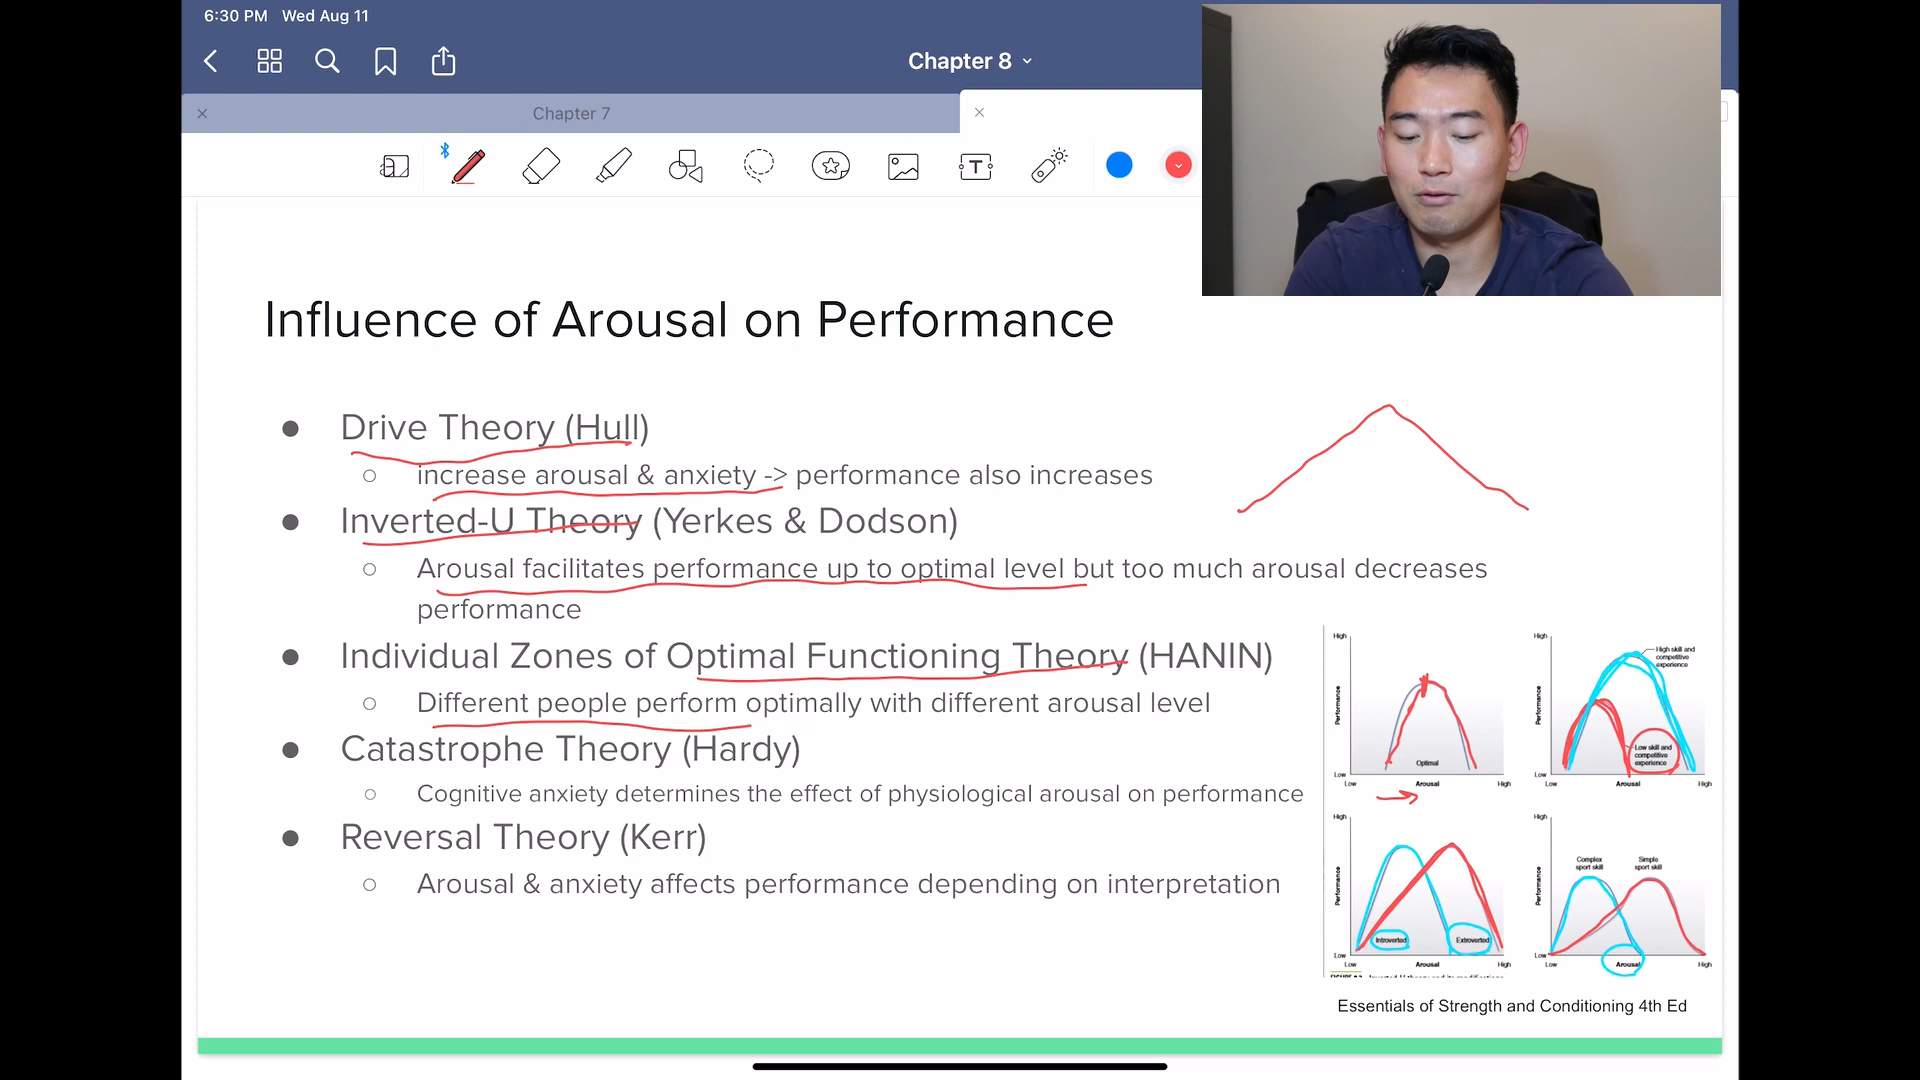 6:30 PM Wed Aug 11
Chapter 8
Chapter 7
T
Influence of Arousal on Performance
● Drive Theory (Hull)
○ increase arousal & anxiety -> performance also increases
● Inverted-U Theory (Yerkes & Dodson)
○ Arousal facilitates performance up to optimal level but too much arousal decreases
performance
● Individual Zones of Optimal Functioning Theory (HANIN)
○ Different people perform optimally with different arousal level
● Catastrophe Theory (Hardy)
○ Cognitive anxiety determines the effect of physiological arousal on performance
● Reversal Theory (Kerr)
○ Arousal & anxiety affects performance depending on interpretation
High
Performance
Optimal
Low
Low Arousal High
High
High skill and
competitive
experience
Performance
Low skill and
competitive
experience
Low
Low Arousal High
High
Performance
Introverted Extroverted
Low
Low Arousal High
High
Complex
sport skill
Simple
sport skill
Performance
Low
Low Arousal High
Essentials of Strength and Conditioning 4th Ed